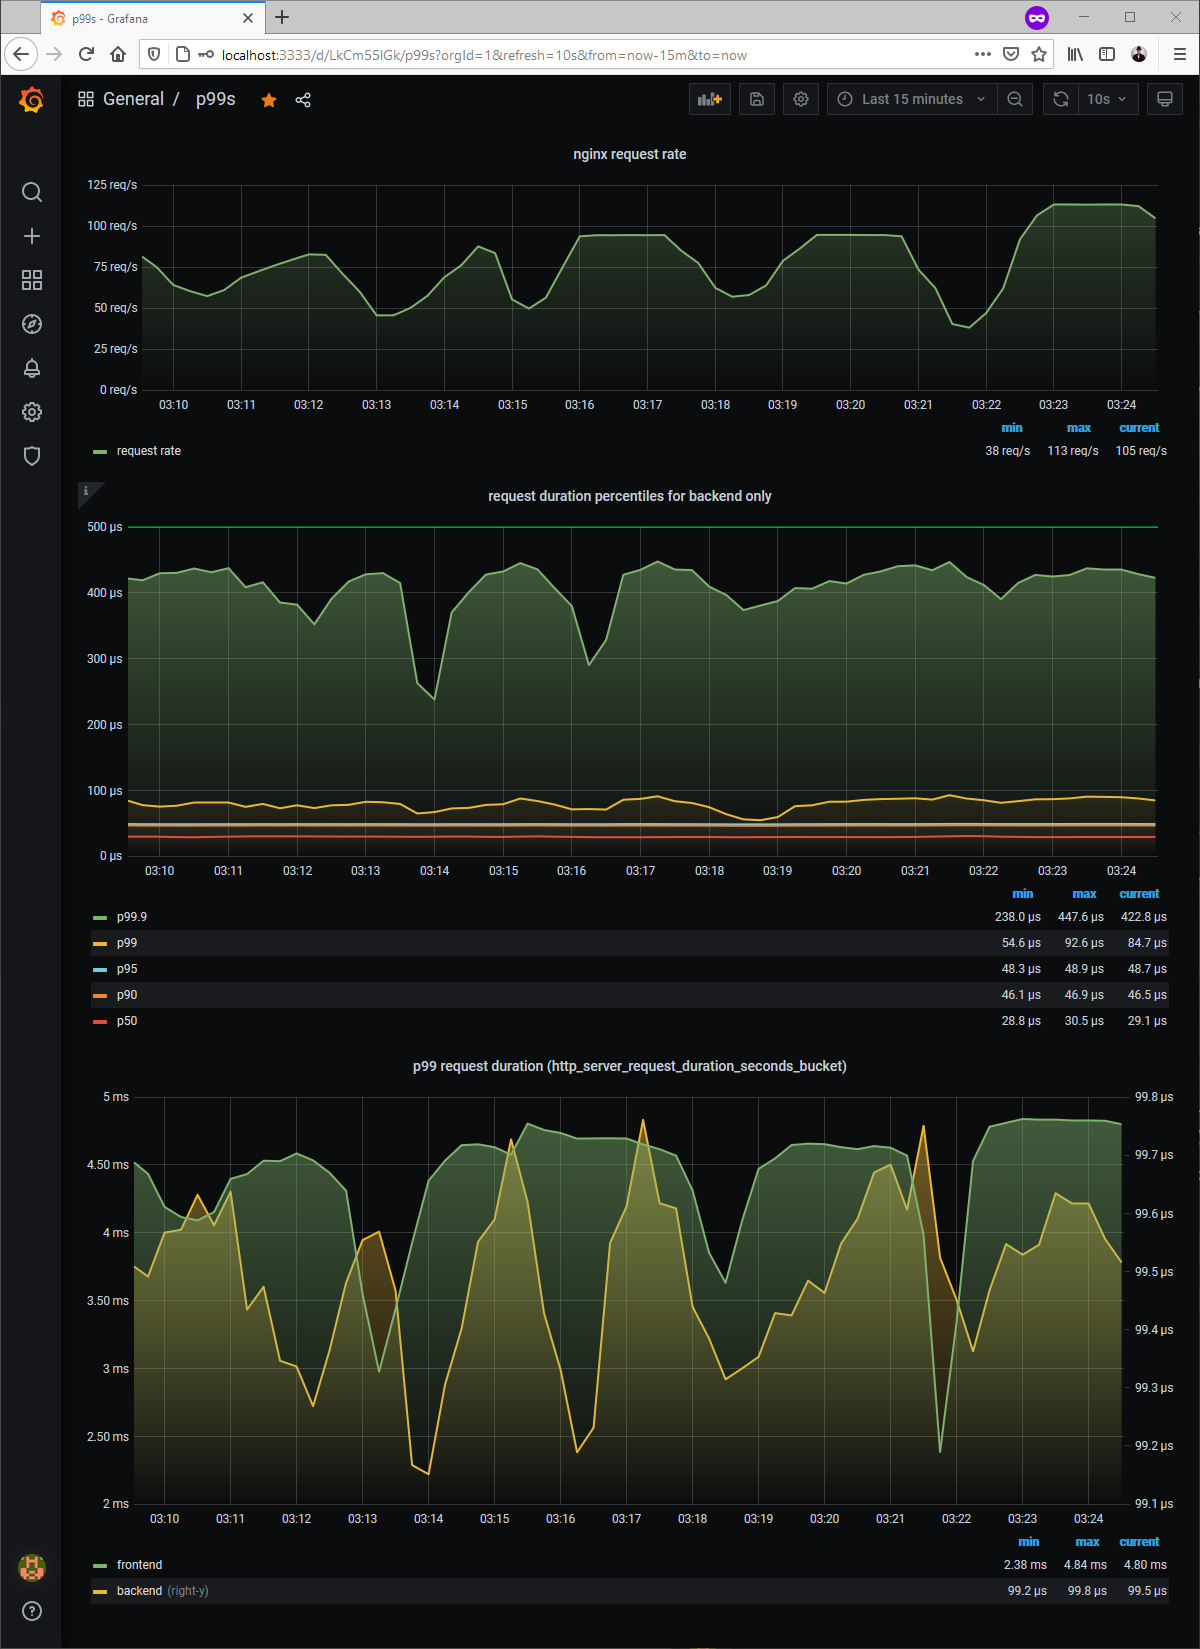 p99s - Grafana
localhost:3333/d/LkCm55lGk/p99s?orgId=1&refresh=10s&from=now-15m&to=now
General / p99s
Last 15 minutes
10s
nginx request rate
125 req/s
100 req/s
75 req/s
50 req/s
25 req/s
0 req/s
03:10 03:11 03:12 03:13 03:14 03:15 03:16 03:17 03:18 03:19 03:20 03:21 03:22 03:23 03:24
min max current
request rate 38 req/s 113 req/s 105 req/s
i
request duration percentiles for backend only
500 µs
400 µs
300 µs
200 µs
100 µs
0 µs
03:10 03:11 03:12 03:13 03:14 03:15 03:16 03:17 03:18 03:19 03:20 03:21 03:22 03:23 03:24
min max current
p99.9 238.0 µs 447.6 µs 422.8 µs
p99 54.6 µs 92.6 µs 84.7 µs
p95 48.3 µs 48.9 µs 48.7 µs
p90 46.1 µs 46.9 µs 46.5 µs
p50 28.8 µs 30.5 µs 29.1 µs
p99 request duration (http_server_request_duration_seconds_bucket)
5 ms 99.8 µs
4.50 ms 99.7 µs
4 ms 99.6 µs
3.50 ms 99.5 µs
3 ms 99.4 µs
2.50 ms 99.3 µs
2 ms 99.2 µs
99.1 µs
03:10 03:11 03:12 03:13 03:14 03:15 03:16 03:17 03:18 03:19 03:20 03:21 03:22 03:23 03:24
min max current
frontend 2.38 ms 4.84 ms 4.80 ms
backend (right-y) 99.2 µs 99.8 µs 99.5 µs